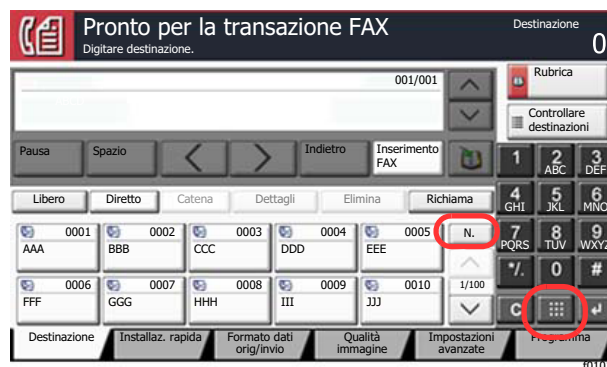 Pronto per la transazione FAX
Digitare destinazione.
Destinazione
0
001/001
Rubrica
Controllare
destinazioni
Pausa Spazio Indietro Inserimento
FAX
1 2 ABC 3 DEF
Libero Diretto Catena Dettagli Elimina Richiama
4 GHI 5 JKL 6 MNO
0001 0002 0003 0004 0005 N.
AAA BBB CCC DDD EEE
7 PQRS 8 TUV 9 WXYZ
*/. 0 #
0006 0007 0008 0009 0010 1/100
FFF GGG HHH III JJJ
C
Destinazione Installaz. rapida Formato dati
orig/invio Qualità
immagine Impostazioni
avanzate Programma
f010